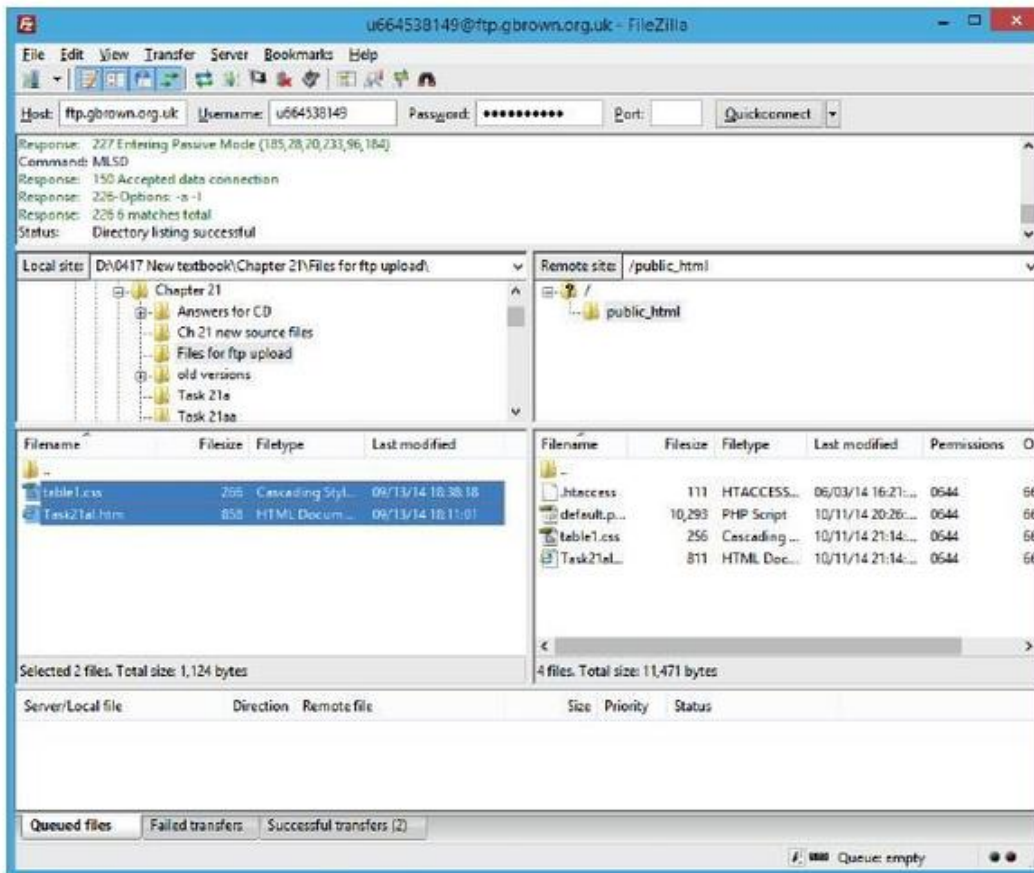 u664538149@ftp.gbrown.org.uk - FileZilla
File Edit View Transfer Server Bookmarks Help
Host: ftp.gbrown.org.uk Username: u664538149 Password: •••••••••• Port: Quickconnect
Response: 227 Entering Passive Mode (185,28,20,233,96,184)
Command: MLSD
Response: 150 Accepted data connection
Response: 226-Options: -a -l
Response: 226 6 matches total
Status: Directory listing successful
Local site: D:\0417 New textbook\Chapter 21\Files for ftp upload\
Chapter 21
Answers for CD
Ch 21 new source files
Files for ftp upload
old versions
Task 21a
Task 21aa
Remote site: /public_html
/
public_html
Filename Filesize Filetype Last modified
..
table1.css 266 Cascading Styl... 09/13/14 18:38:18
Task21al.htm 858 HTML Docum... 09/13/14 18:11:01
Selected 2 files. Total size: 1,124 bytes
Filename Filesize Filetype Last modified Permissions O
..
.htaccess 111 HTACCESS... 06/03/14 16:21:... 0644 66
default.p... 10,293 PHP Script 10/11/14 20:26:... 0644 66
table1.css 256 Cascading ... 10/11/14 21:14:... 0644 66
Task21al... 811 HTML Doc... 10/11/14 21:14:... 0644 66
4 files. Total size: 11,471 bytes
Server/Local file Direction Remote file Size Priority Status
Queued files Failed transfers Successful transfers (2)
Queue: empty